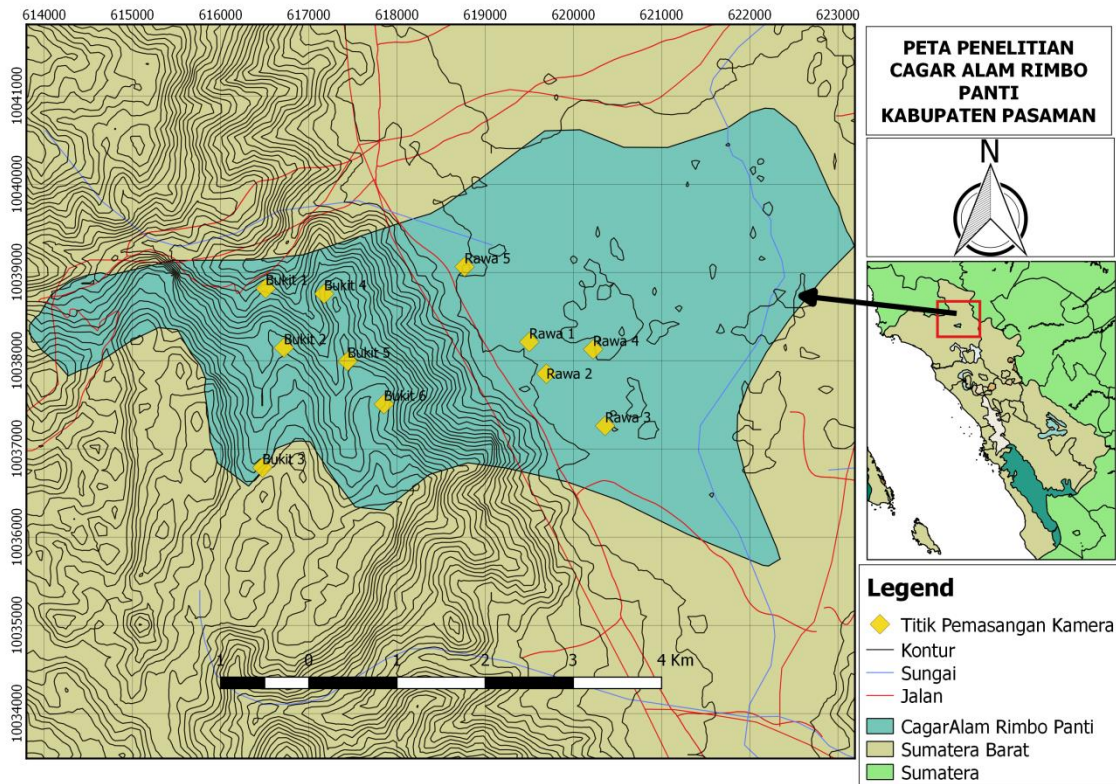 614000 615000 616000 617000 618000 619000 620000 621000 622000 623000
10041000
10040000
10039000
10038000
10037000
10036000
10035000
10034000
Rawa 5
Bukit 1
Bukit 4
Rawa 1
Bukit 2
Rawa 4
Bukit 5
Rawa 2
Bukit 6
Rawa 3
Bukit 3
1 0 1 2 3 4 Km
PETA PENELITIAN
CAGAR ALAM RIMBO
PANTI
KABUPATEN PASAMAN
N
Legend
Titik Pemasangan Kamera
Kontur
Sungai
Jalan
CagarAlam Rimbo Panti
Sumatera Barat
Sumatera